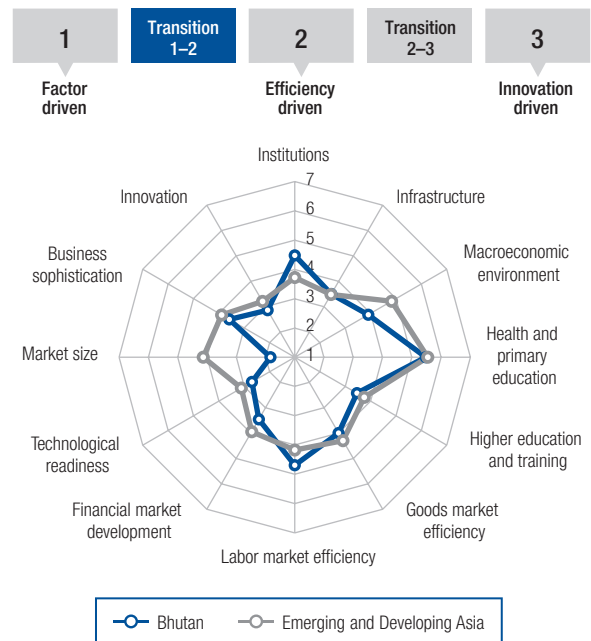 1
Transition
1–2
2
Transition
2–3
3
Factor
driven
Efficiency
driven
Innovation
driven
Institutions
Infrastructure
Macroeconomic
environment
Health and
primary
education
Higher education
and training
Goods market
efficiency
Labor market efficiency
Financial market
development
Technological
readiness
Market size
Business
sophistication
Innovation
7
6
5
4
3
2
1
Bhutan
Emerging and Developing Asia